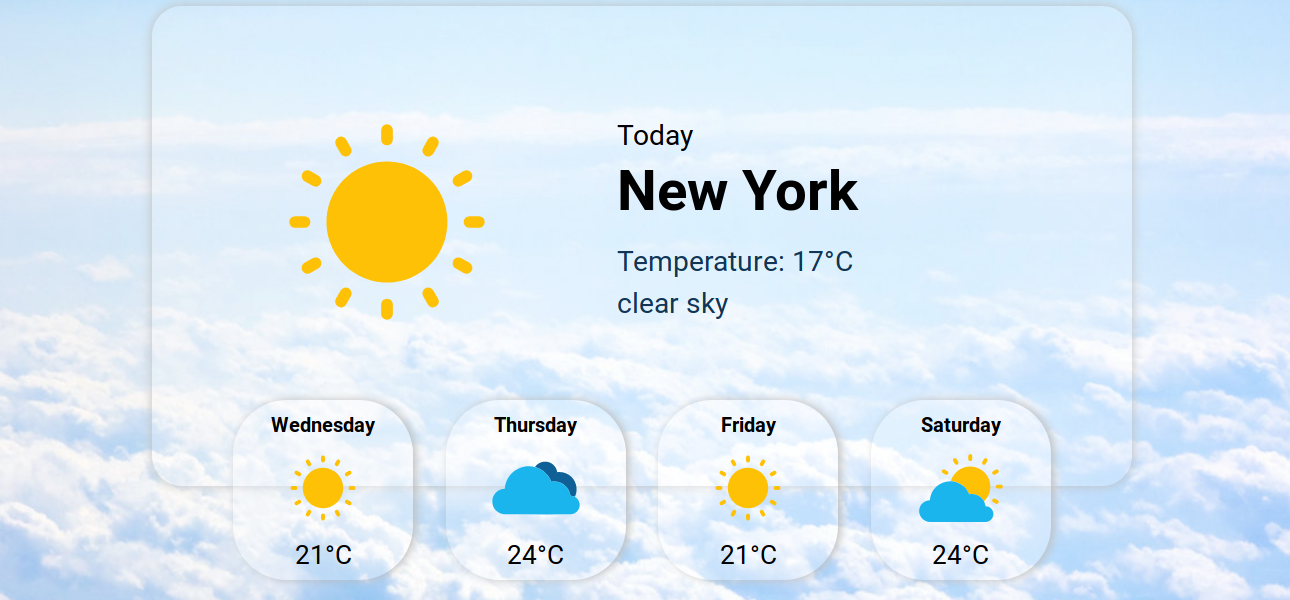 Today
New York
Temperature: 17°C
clear sky
Wednesday
21°C
Thursday
24°C
Friday
21°C
Saturday
24°C